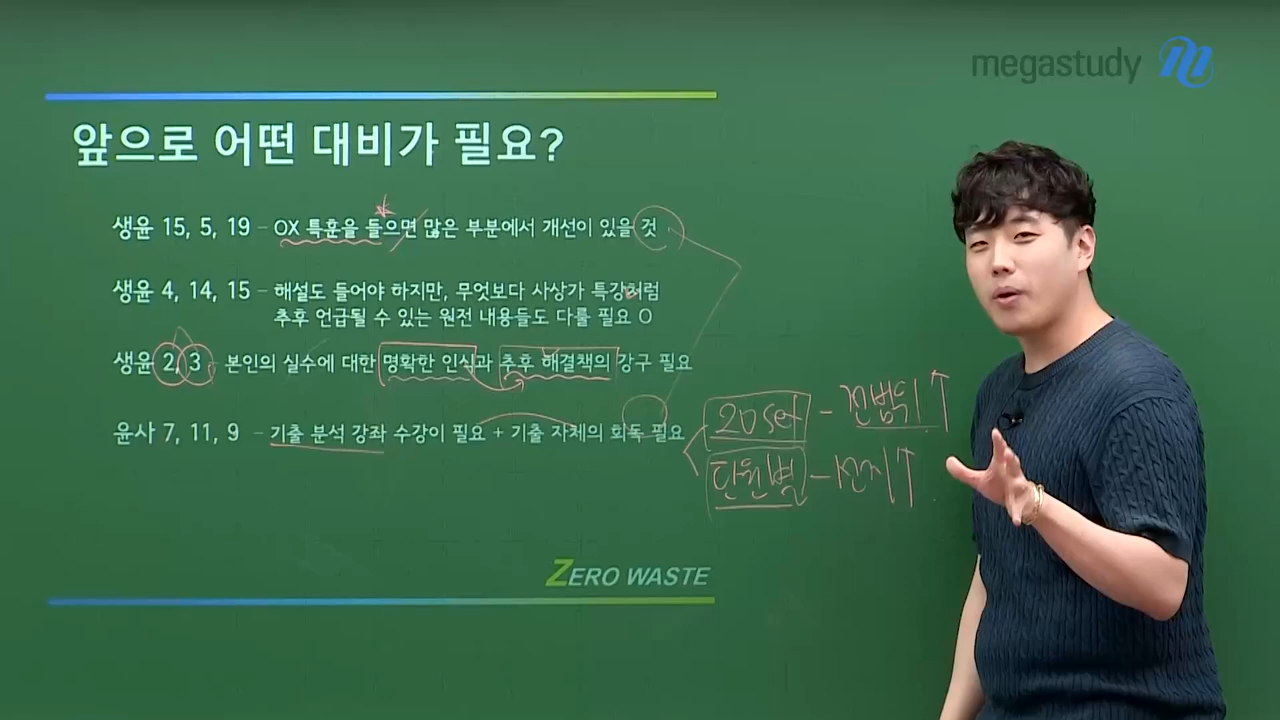 megastudy
앞으로 어떤 대비가 필요?
생윤 15, 5, 19 – OX 특훈을 들으면 많은 부분에서 개선이 있을 것
생윤 4, 14, 15 – 해설도 들어야 하지만, 무엇보다 사상가 특강처럼
추후 언급될 수 있는 원전 내용들도 다룰 필요 O
생윤 2, 3 – 본인의 실수에 대한 명확한 인식과 추후 해결책의 강구 필요
윤사 7, 11, 9 – 기출 분석 강좌 수강이 필요 + 기출 자체의 회독 필요
20set – 전범위↑
단원별 – 선지↑
ZERO WASTE